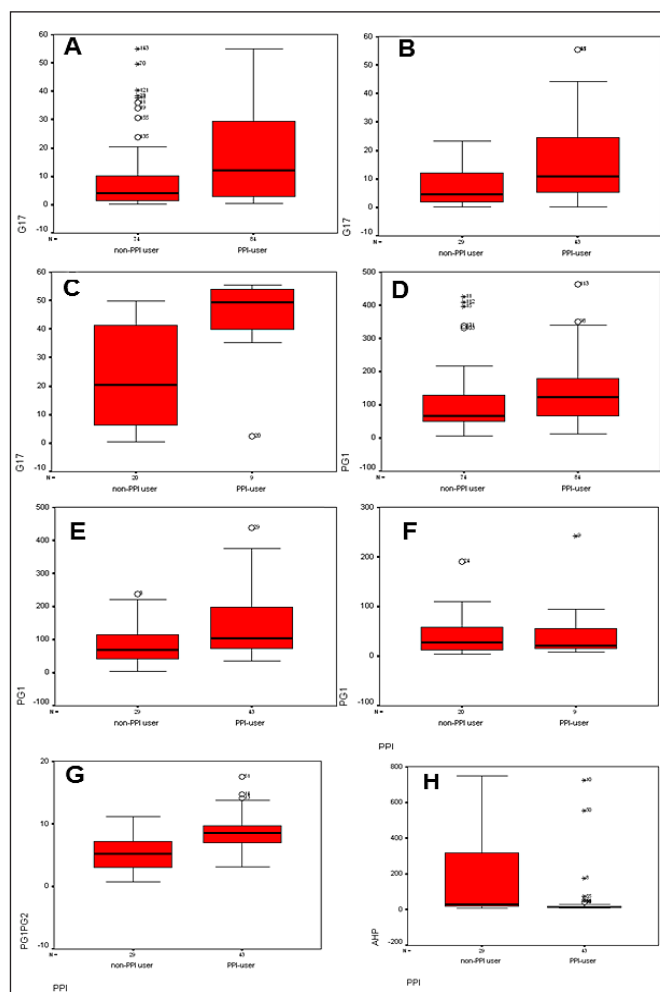 A
60
50
40
30
20
10
0
-10
G17
N =
74
non-PPI user
PPI-user
B
60
50
40
30
20
10
0
-10
G17
N =
29
non-PPI user
43
PPI-user
C
60
50
40
30
20
10
0
-10
G17
N =
20
non-PPI user
9
PPI-user
D
500
400
300
200
100
0
-100
PG1
N =
74
non-PPI user
PPI-user
E
500
400
300
200
100
0
-100
PG1
N =
29
non-PPI user
43
PPI-user
F
300
200
100
0
-100
PG1
N =
20
non-PPI user
9
PPI-user
PPI
G
20
10
0
-10
PG1PG2
N =
29
non-PPI user
43
PPI-user
PPI
H
800
600
400
200
0
-200
AHP
N =
29
non-PPI user
43
PPI-user
PPI